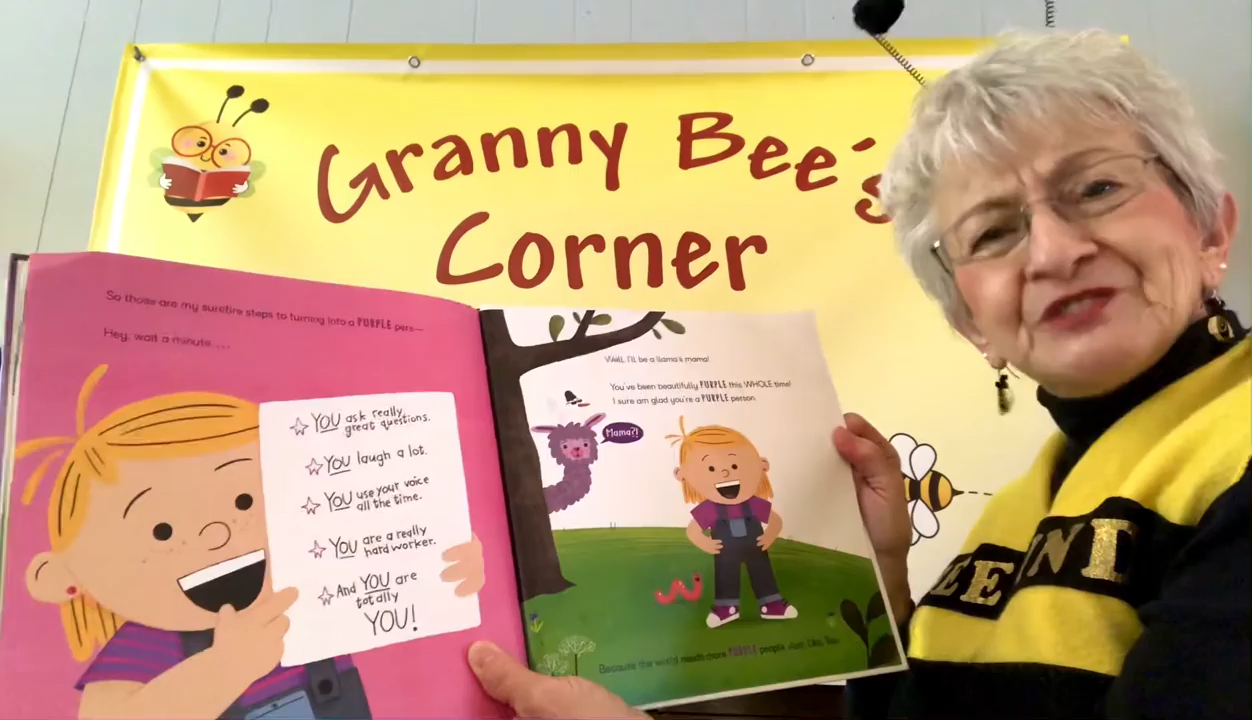 Granny Bee's
Corner
So those are my surefire steps to turning into a PURPLE pers—
Hey, wait a minute....
YOU ask really
great questions.
YOU laugh a lot.
YOU use your voice
all the time.
YOU are a really
hard worker.
And YOU are
totally
YOU!
Well, I'll be a llama's mama!
You've been beautifully PURPLE this WHOLE time!
I sure am glad you're a PURPLE person.
Mama?!
Because the world needs more PURPLE people. Just. Like. You.
EE IND